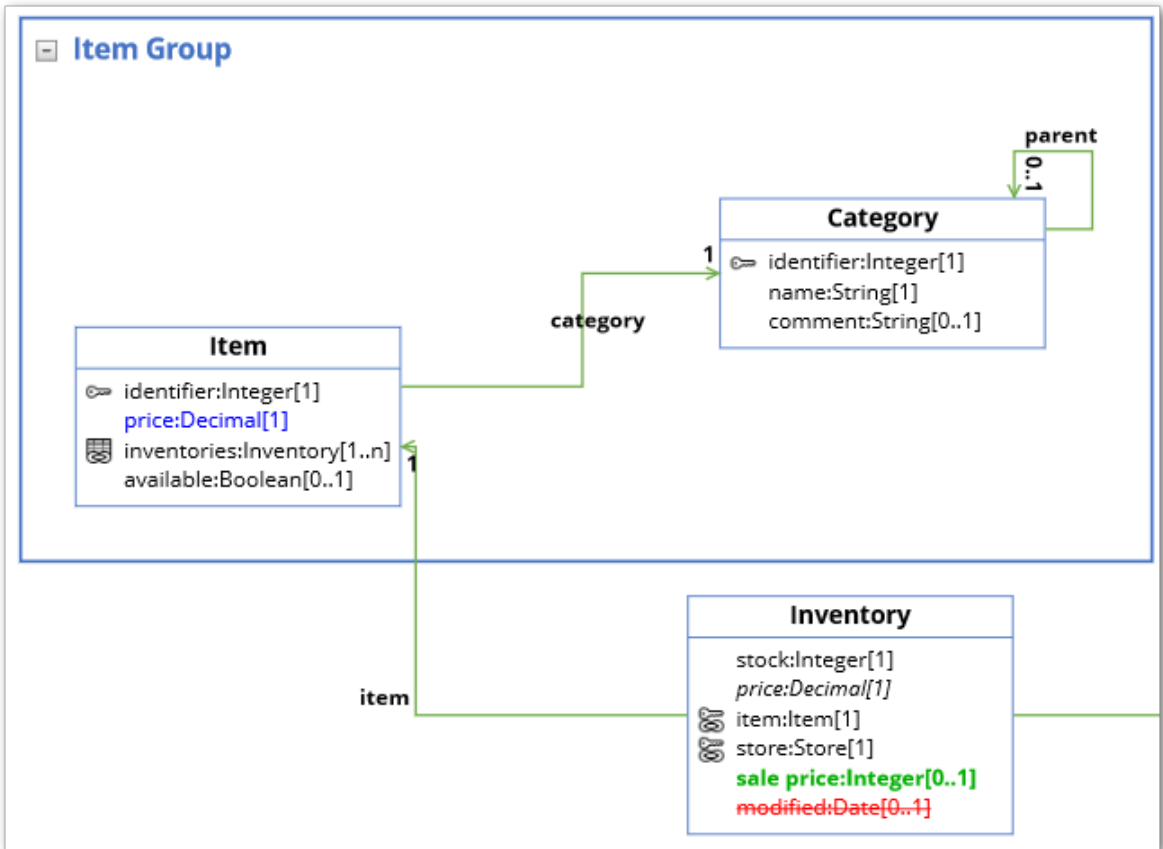 Item Group
parent
0..1
Category
1
identifier:Integer[1]
name:String[1]
comment:String[0..1]
category
Item
identifier:Integer[1]
price:Decimal[1]
inventories:Inventory[1..n]
available:Boolean[0..1]
1
Inventory
stock:Integer[1]
price:Decimal[1]
item
item:Item[1]
store:Store[1]
sale price:Integer[0..1]
modified:Date[0..1]